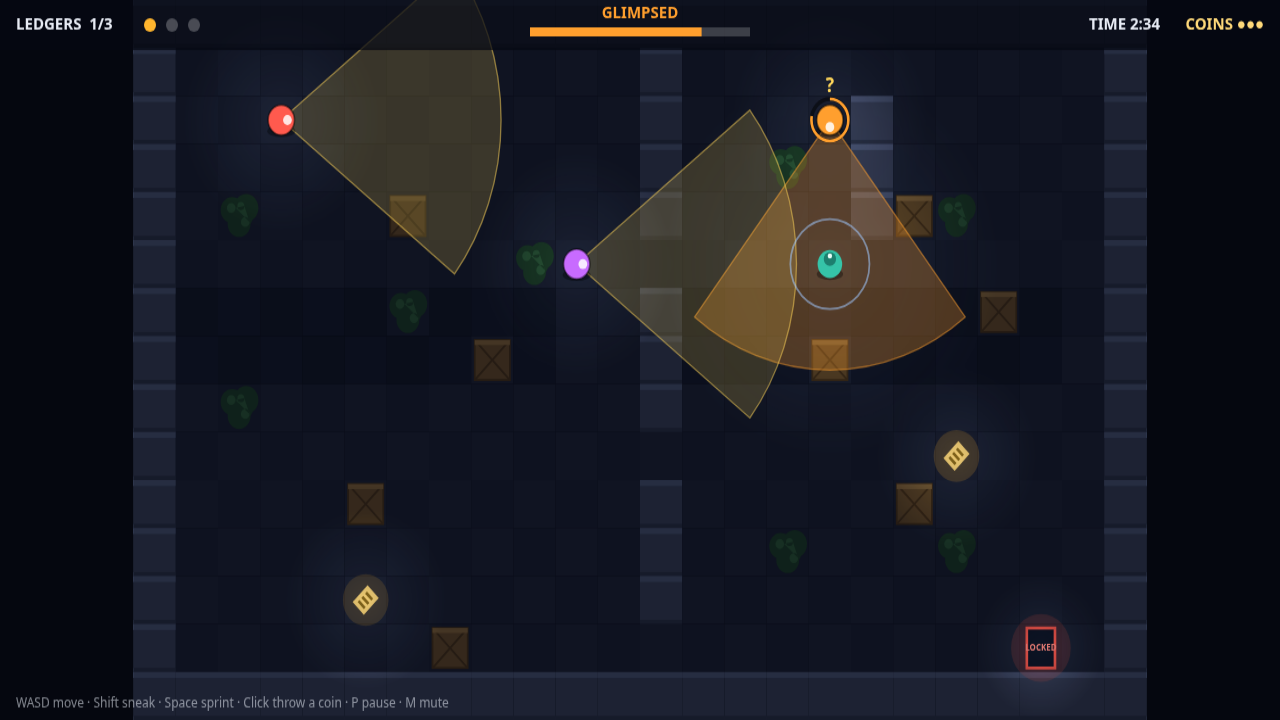 LEDGERS 1/3
GLIMPSED
TIME 2:34
COINS
?
LOCKED
WASD move · Shift sneak · Space sprint · Click throw a coin · P pause · M mute